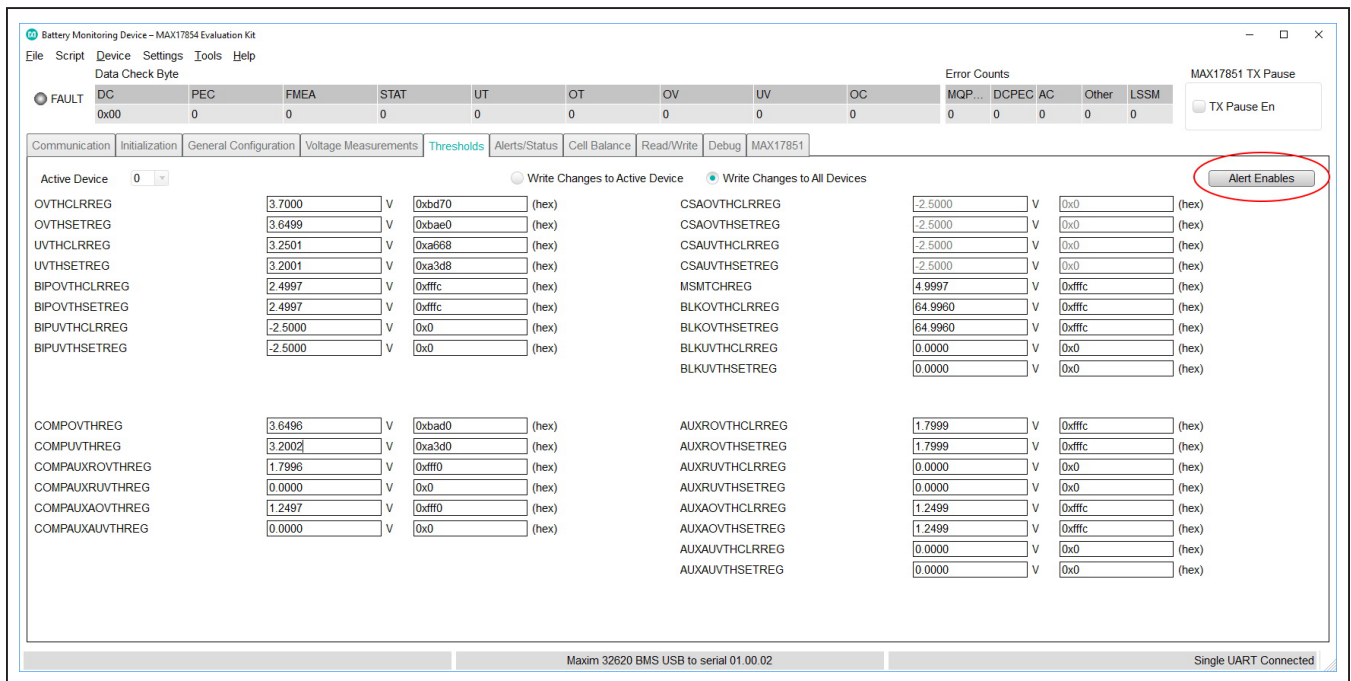 Battery Monitoring Device – MAX17854 Evaluation Kit
File Script Device Settings Tools Help
Data Check Byte Error Counts MAX17851 TX Pause
FAULT DC PEC FMEA STAT UT OT OV UV OC MQP... DCPEC AC Other LSSM
0x00 0 0 0 0 0 0 0 0 0 0 0 0 0 TX Pause En
Communication Initialization General Configuration Voltage Measurements Thresholds Alerts/Status Cell Balance Read/Write Debug MAX17851
Active Device 0 Write Changes to Active Device Write Changes to All Devices Alert Enables
OVTHCLRREG 3.7000 V 0xbd70 (hex) CSAOVTHCLRREG -2.5000 V 0x0 (hex)
OVTHSETREG 3.6499 V 0xbae0 (hex) CSAOVTHSETREG -2.5000 V 0x0 (hex)
UVTHCLRREG 3.2501 V 0xa668 (hex) CSAUVTHCLRREG -2.5000 V 0x0 (hex)
UVTHSETREG 3.2001 V 0xa3d8 (hex) CSAUVTHSETREG -2.5000 V 0x0 (hex)
BIPOVTHCLRREG 2.4997 V 0xfffc (hex) MSMTCHREG 4.9997 V 0xfffc (hex)
BIPOVTHSETREG 2.4997 V 0xfffc (hex) BLKOVTHCLRREG 64.9960 V 0xfffc (hex)
BIPUVTHCLRREG -2.5000 V 0x0 (hex) BLKOVTHSETREG 64.9960 V 0xfffc (hex)
BIPUVTHSETREG -2.5000 V 0x0 (hex) BLKUVTHCLRREG 0.0000 V 0x0 (hex)
BLKUVTHSETREG 0.0000 V 0x0 (hex)
COMPOVTHREG 3.6496 V 0xbad0 (hex) AUXROVTHCLRREG 1.7999 V 0xfffc (hex)
COMPUVTHREG 3.2002 V 0xa3d0 (hex) AUXROVTHSETREG 1.7999 V 0xfffc (hex)
COMPAUXROVTHREG 1.7996 V 0xfff0 (hex) AUXRUVTHCLRREG 0.0000 V 0x0 (hex)
COMPAUXRUVTHREG 0.0000 V 0x0 (hex) AUXRUVTHSETREG 0.0000 V 0x0 (hex)
COMPAUXAOVTHREG 1.2497 V 0xfff0 (hex) AUXAOVTHCLRREG 1.2499 V 0xfffc (hex)
COMPAUXAUVTHREG 0.0000 V 0x0 (hex) AUXAOVTHSETREG 1.2499 V 0xfffc (hex)
AUXAUVTHCLRREG 0.0000 V 0x0 (hex)
AUXAUVTHSETREG 0.0000 V 0x0 (hex)
Maxim 32620 BMS USB to serial 01.00.02 Single UART Connected